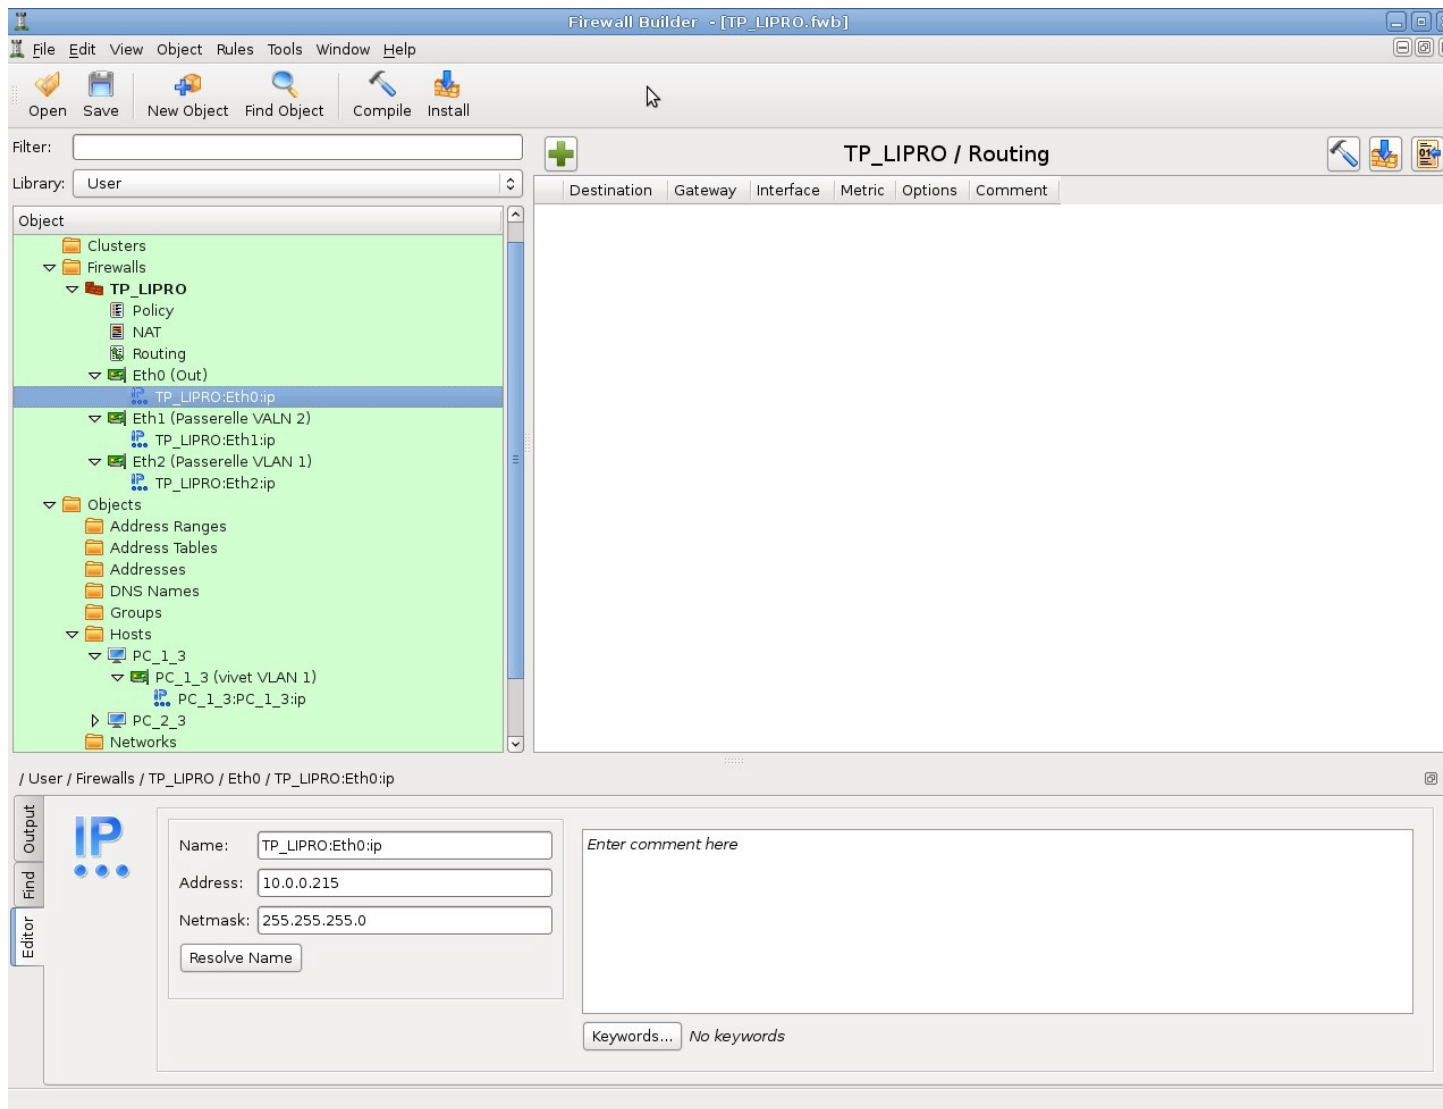 Firewall Builder - [TP_LIPRO.fwb]
File Edit View Object Rules Tools Window Help
Open Save New Object Find Object Compile Install
Filter:
Library: User
Object
Clusters
Firewalls
TP_LIPRO
Policy
NAT
Routing
Eth0 (Out)
TP_LIPRO:Eth0:ip
Eth1 (Passerelle VALN 2)
TP_LIPRO:Eth1:ip
Eth2 (Passerelle VLAN 1)
TP_LIPRO:Eth2:ip
Objects
Address Ranges
Address Tables
Addresses
DNS Names
Groups
Hosts
PC_1_3
PC_1_3 (vivet VLAN 1)
PC_1_3:PC_1_3:ip
PC_2_3
Networks
TP_LIPRO / Routing
Destination Gateway Interface Metric Options Comment
/ User / Firewalls / TP_LIPRO / Eth0 / TP_LIPRO:Eth0:ip
Output
Find
Editor
IP
Name: TP_LIPRO:Eth0:ip
Address: 10.0.0.215
Netmask: 255.255.255.0
Resolve Name
Enter comment here
Keywords... No keywords